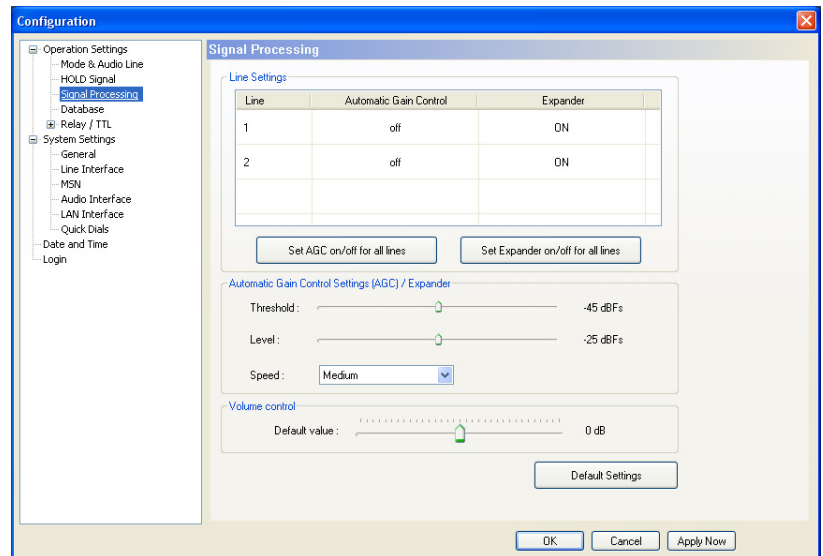 Configuration
Operation Settings
Mode & Audio Line
HOLD Signal
Signal Processing
Database
Relay / TTL
System Settings
General
Line Interface
MSN
Audio Interface
LAN Interface
Quick Dials
Date and Time
Login
Signal Processing
Line Settings
Line Automatic Gain Control Expander
1 off ON
2 off ON
Set AGC on/off for all lines Set Expander on/off for all lines
Automatic Gain Control Settings (AGC) / Expander
Threshold : -45 dBFs
Level : -25 dBFs
Speed : Medium
Volume control
Default value : 0 dB
Default Settings
OK Cancel Apply Now